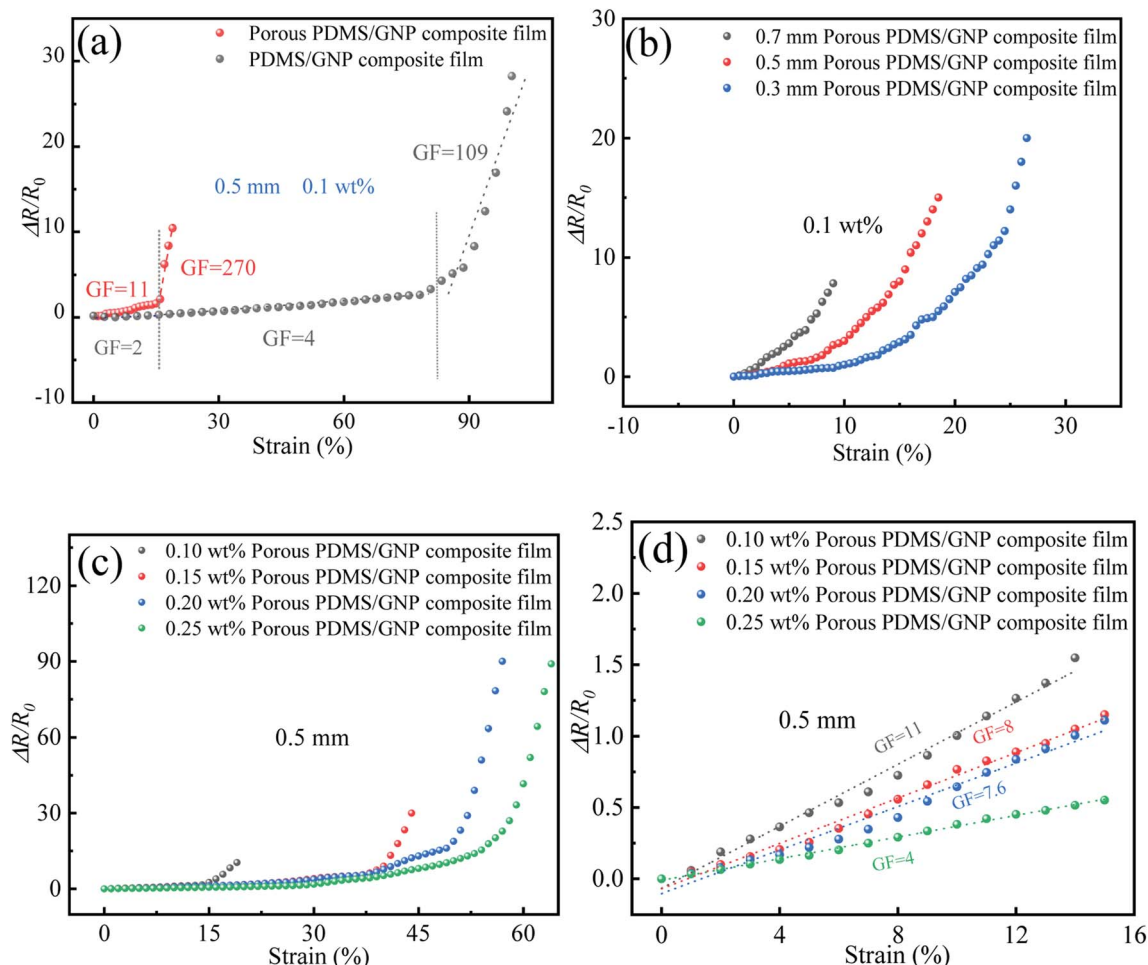 (a)
Porous PDMS/GNP composite film
PDMS/GNP composite film
30
20
10
0
-10
ΔR/R0
GF=109
0.5 mm 0.1 wt%
GF=11
GF=270
GF=2
GF=4
0 30 60 90
Strain (%)
(b)
0.7 mm Porous PDMS/GNP composite film
0.5 mm Porous PDMS/GNP composite film
0.3 mm Porous PDMS/GNP composite film
30
20
10
0
ΔR/R0
0.1 wt%
-10 0 10 20 30
Strain (%)
(c)
0.10 wt% Porous PDMS/GNP composite film
0.15 wt% Porous PDMS/GNP composite film
0.20 wt% Porous PDMS/GNP composite film
0.25 wt% Porous PDMS/GNP composite film
120
90
60
30
0
ΔR/R0
0.5 mm
0 15 30 45 60
Strain (%)
(d)
0.10 wt% Porous PDMS/GNP composite film
0.15 wt% Porous PDMS/GNP composite film
0.20 wt% Porous PDMS/GNP composite film
0.25 wt% Porous PDMS/GNP composite film
2.5
2.0
1.5
1.0
0.5
0.0
ΔR/R0
0.5 mm
GF=11
GF=8
GF=7.6
GF=4
0 4 8 12 16
Strain (%)